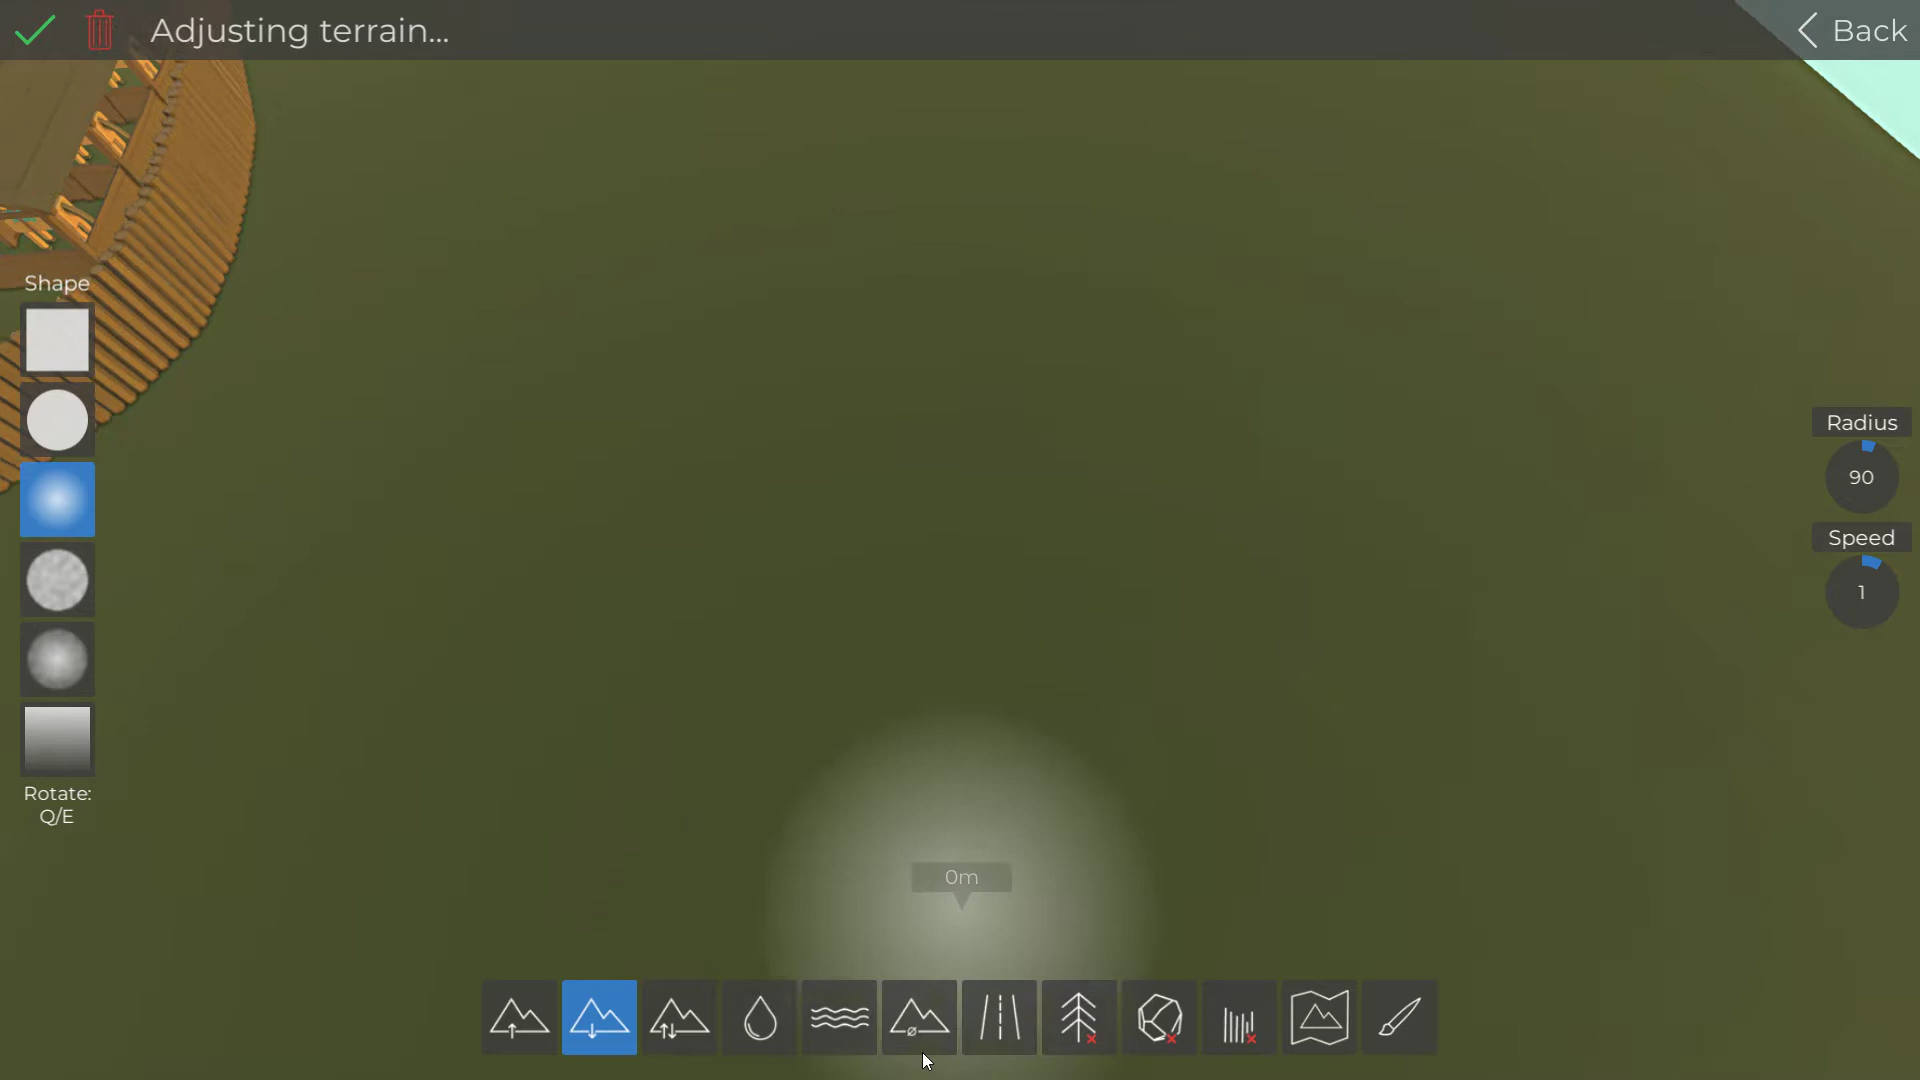 Adjusting terrain...
Back
Shape
Radius
90
Speed
1
Rotate:
Q/E
0m